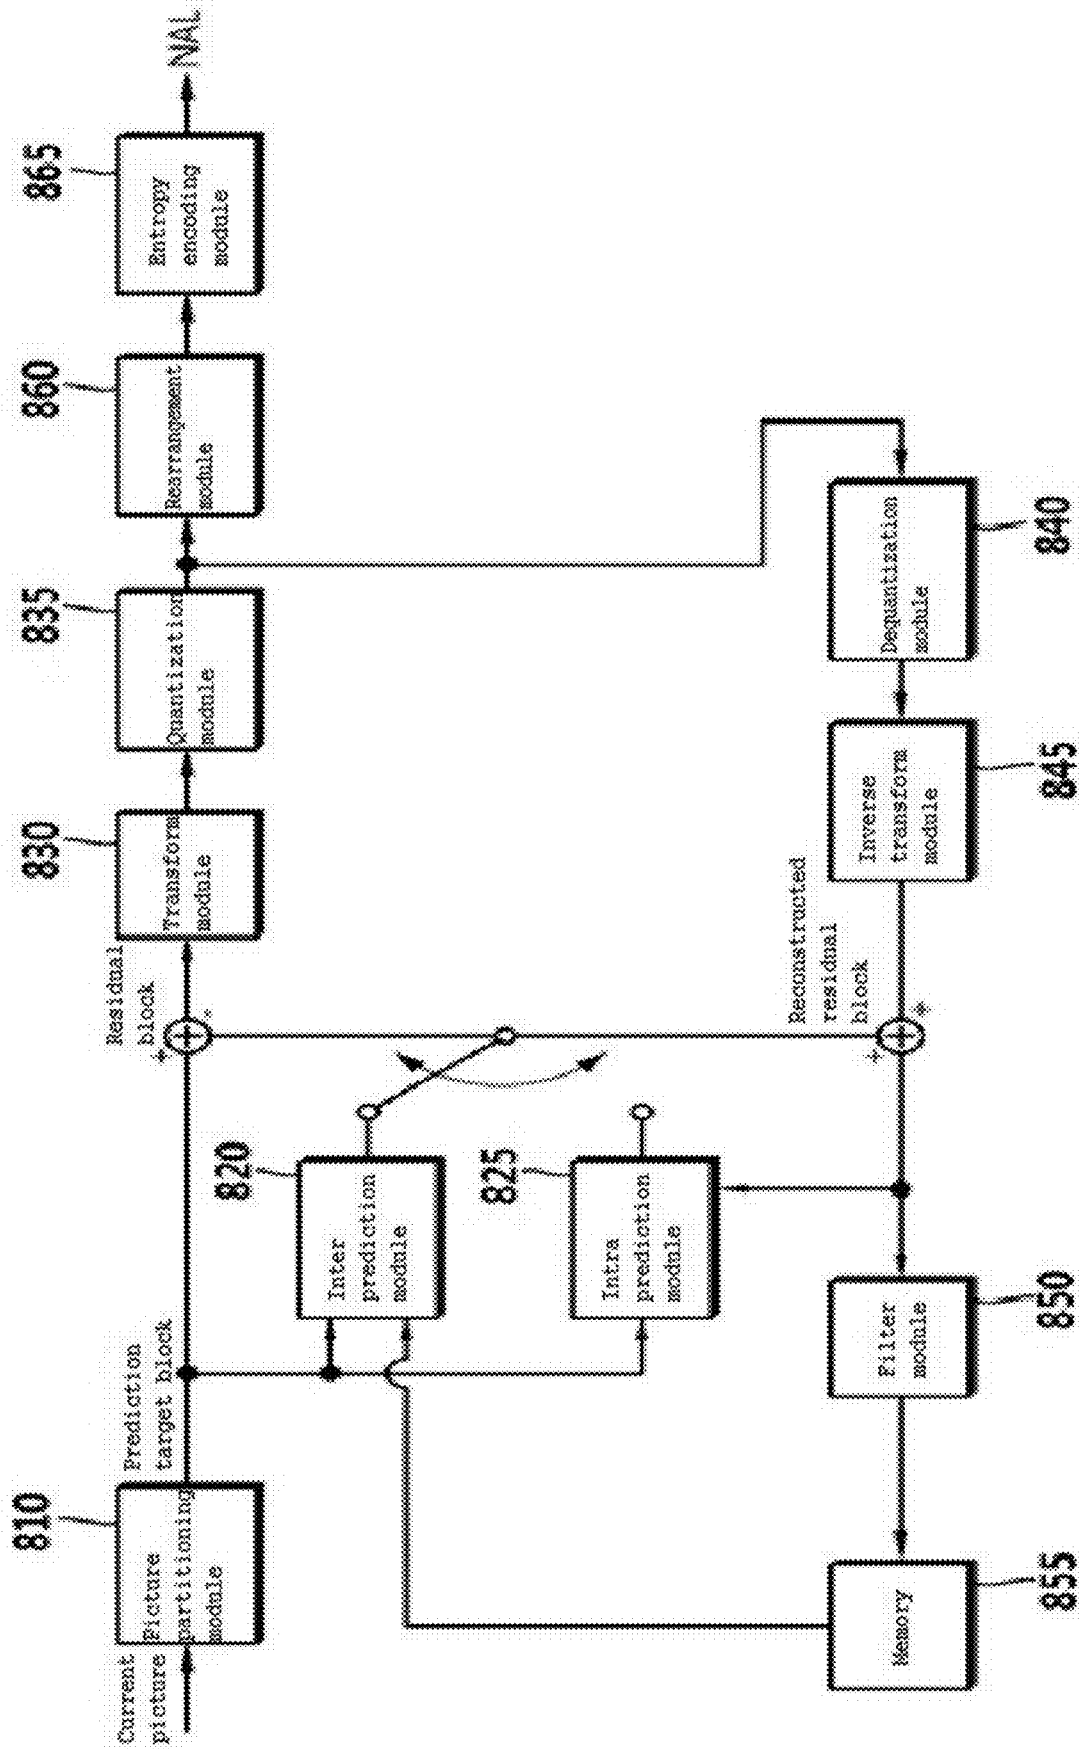 Current
picture
810
Picture
partitioning
module
Prediction
target block
Residual
block
+
-
830
Transform
module
835
Quantization
module
860
Rearrangement
module
865
Entropy
encoding
module
NAL
820
Inter
prediction
module
825
Intra
prediction
module
840
Dequantization
module
845
Inverse
transform
module
Reconstructed
residual
block
+
+
850
Filter
module
855
Memory